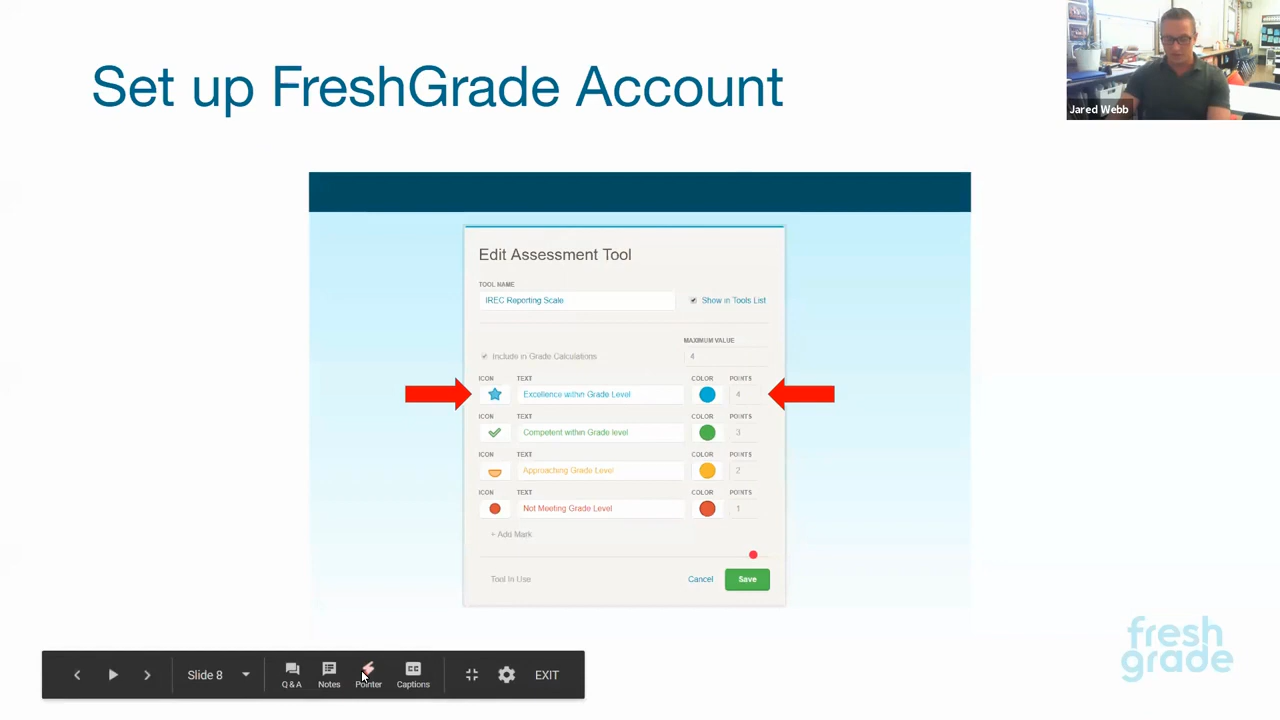 Set up FreshGrade Account
Jared Webb
Edit Assessment Tool
TOOL NAME
IREC Reporting Scale
Show in Tools List
MAXIMUM VALUE
Include in Grade Calculations
4
ICON TEXT COLOR POINTS
Excellence within Grade Level 4
ICON TEXT COLOR POINTS
Competent within Grade level 3
ICON TEXT COLOR POINTS
Approaching Grade Level 2
ICON TEXT COLOR POINTS
Not Meeting Grade Level 1
+ Add Mark
Tool In Use Cancel Save
fresh
grade
Slide 8
Q & A Notes Pointer CC Captions EXIT